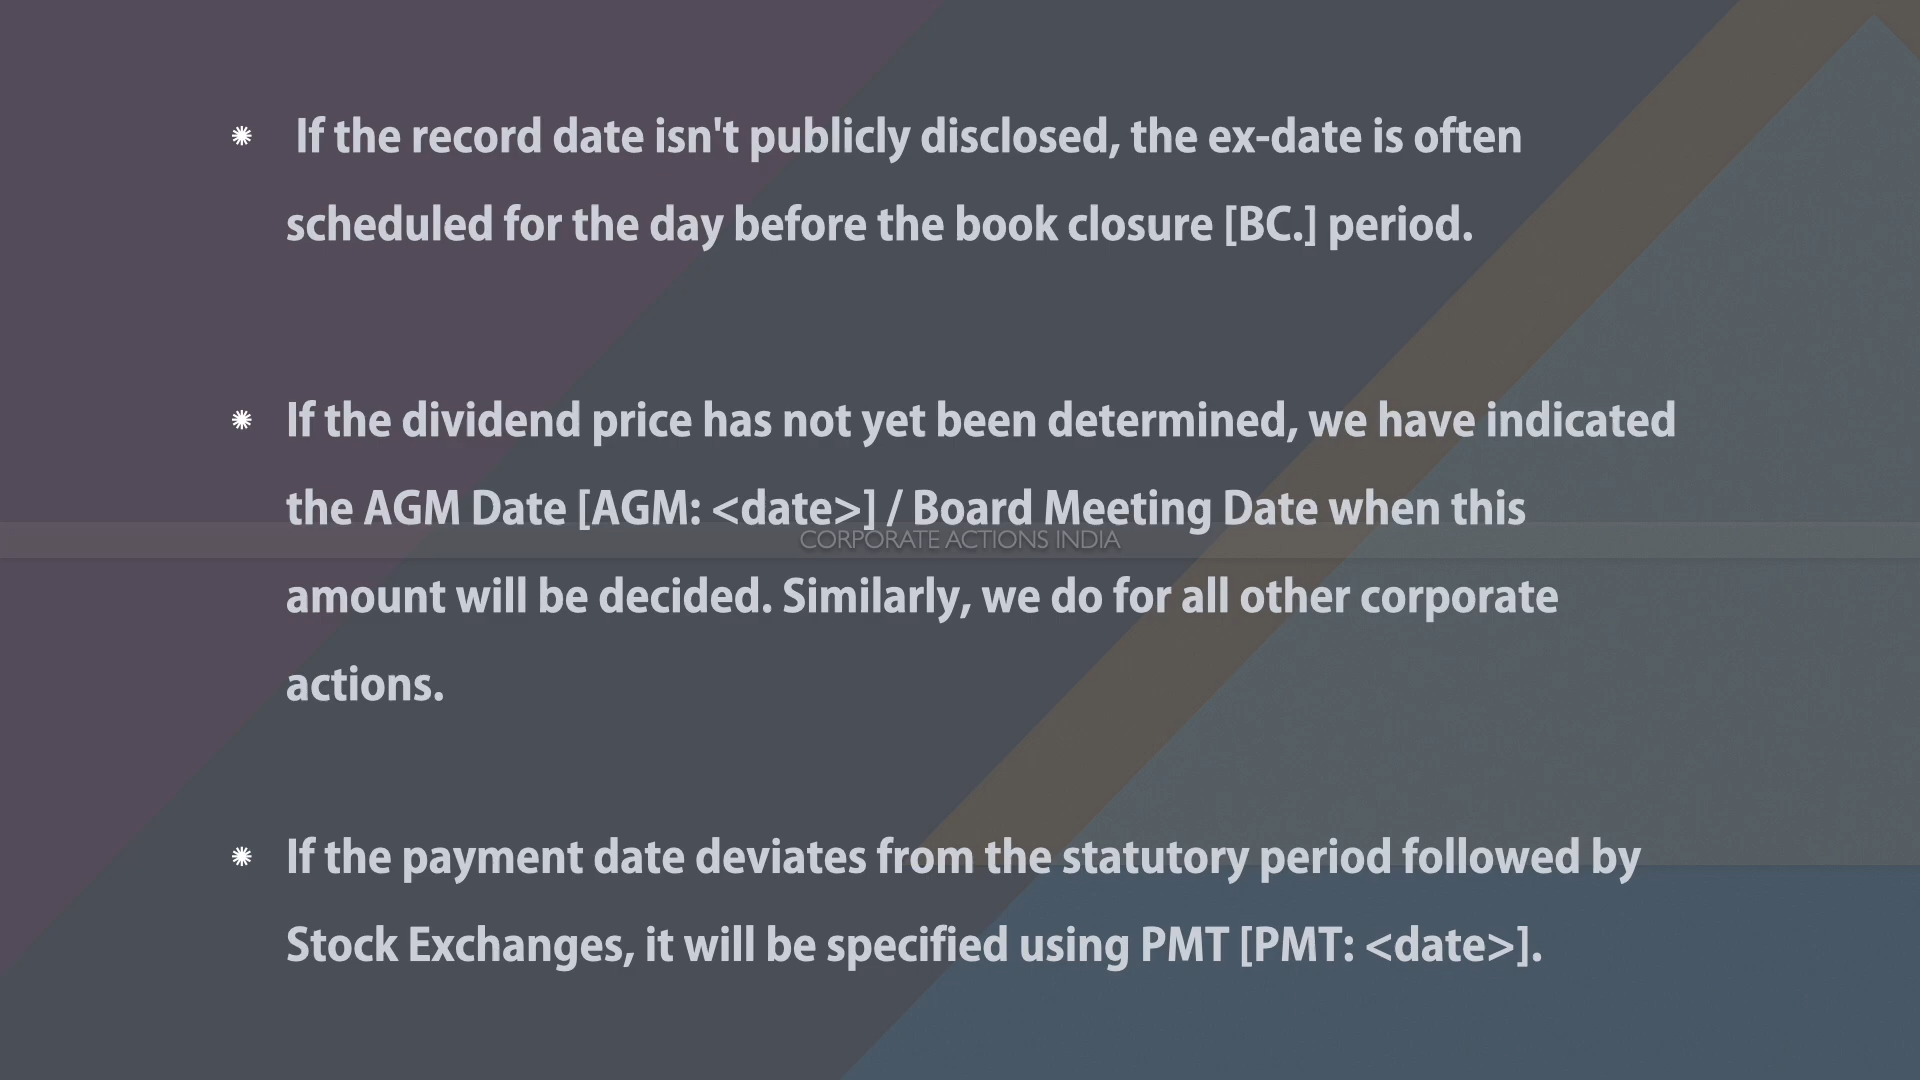 If the record date isn't publicly disclosed, the ex-date is often
scheduled for the day before the book closure [BC.] period.
If the dividend price has not yet been determined, we have indicated
the AGM Date [AGM: <date>] / Board Meeting Date when this
CORPORATE ACTIONS INDIA
amount will be decided. Similarly, we do for all other corporate
actions.
If the payment date deviates from the statutory period followed by
Stock Exchanges, it will be specified using PMT [PMT: <date>].